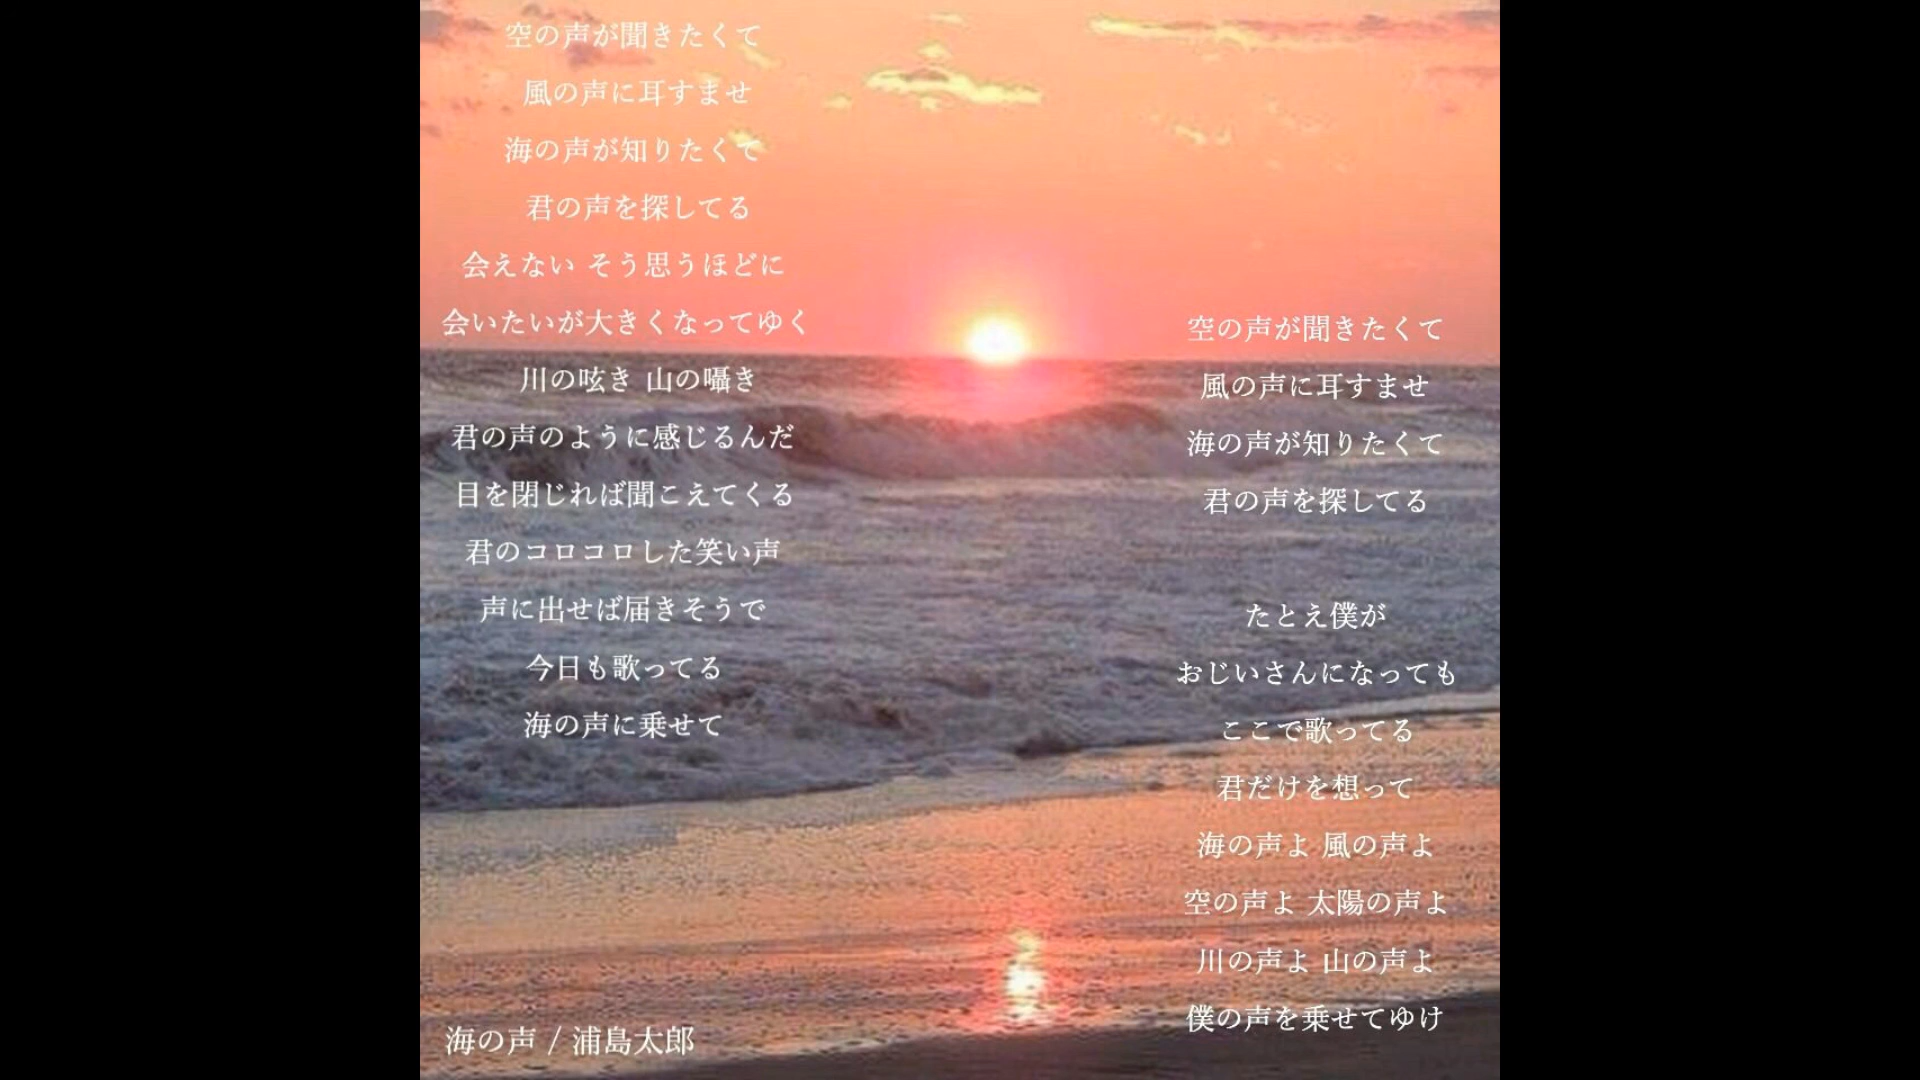 空の声が聞きたくて
風の声に耳すませ
海の声が知りたくて
君の声を探してる
会えない そう思うほどに
会いたいが大きくなってゆく
川の呟き 山の囁き
君の声のように感じるんだ
目を閉じれば聞こえてくる
君のコロコロした笑い声
声に出せば届きそうで
今日も歌ってる
海の声に乗せて
空の声が聞きたくて
風の声に耳すませ
海の声が知りたくて
君の声を探してる
たとえ僕が
おじいさんになっても
ここで歌ってる
君だけを想って
海の声よ 風の声よ
空の声よ 太陽の声よ
川の声よ 山の声よ
僕の声を乗せてゆけ
海の声 / 浦島太郎